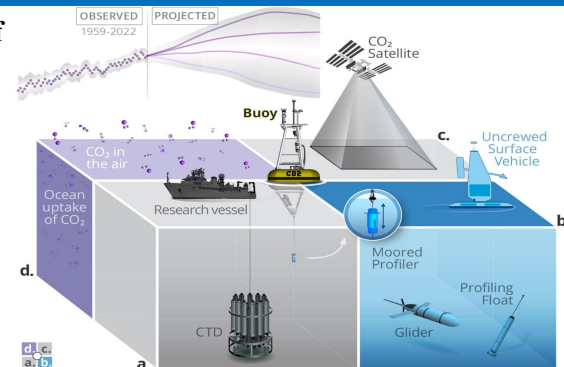 f
OBSERVED PROJECTED
1959-2022
CO₂
Satellite
Buoy
c.
Uncrewed
Surface
Vehicle
CO₂ in
the air
CO2
Ocean
uptake
of CO₂
Research vessel
b
d.
Moored
Profiler
Profiling
Float
CTD
Glider
d. c.
a. b.
a